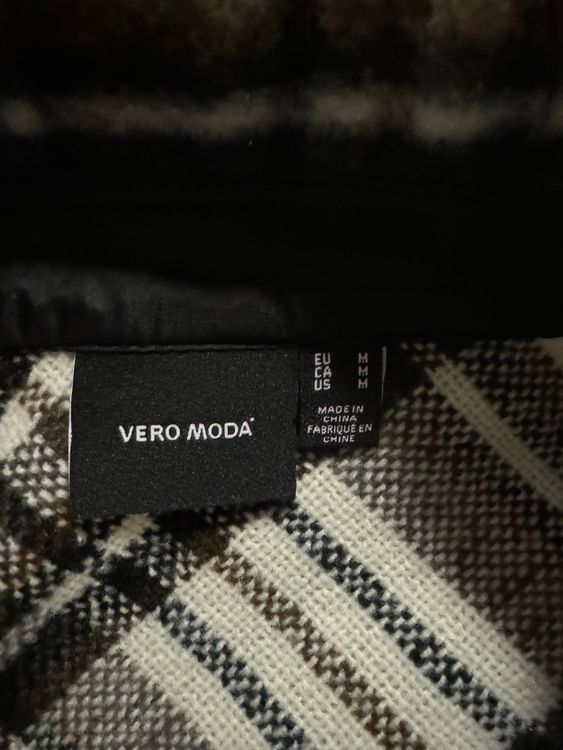 VERO MODA
EU M
CA M
US M
MADE IN
CHINA
FABRIQUÉ EN
CHINE